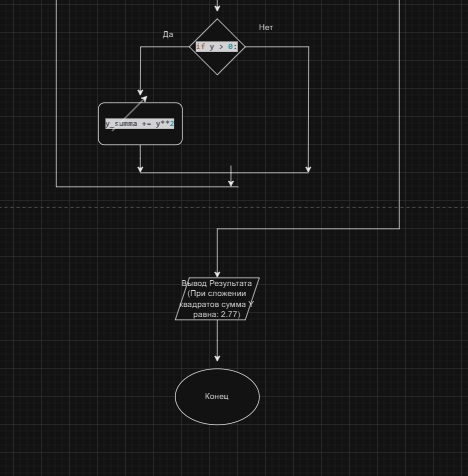 Да
Нет
if y > 0:
y_summa += y**2
Вывод Результата
(При сложении
квадратов сумма Y
равна: 2.77)
Конец